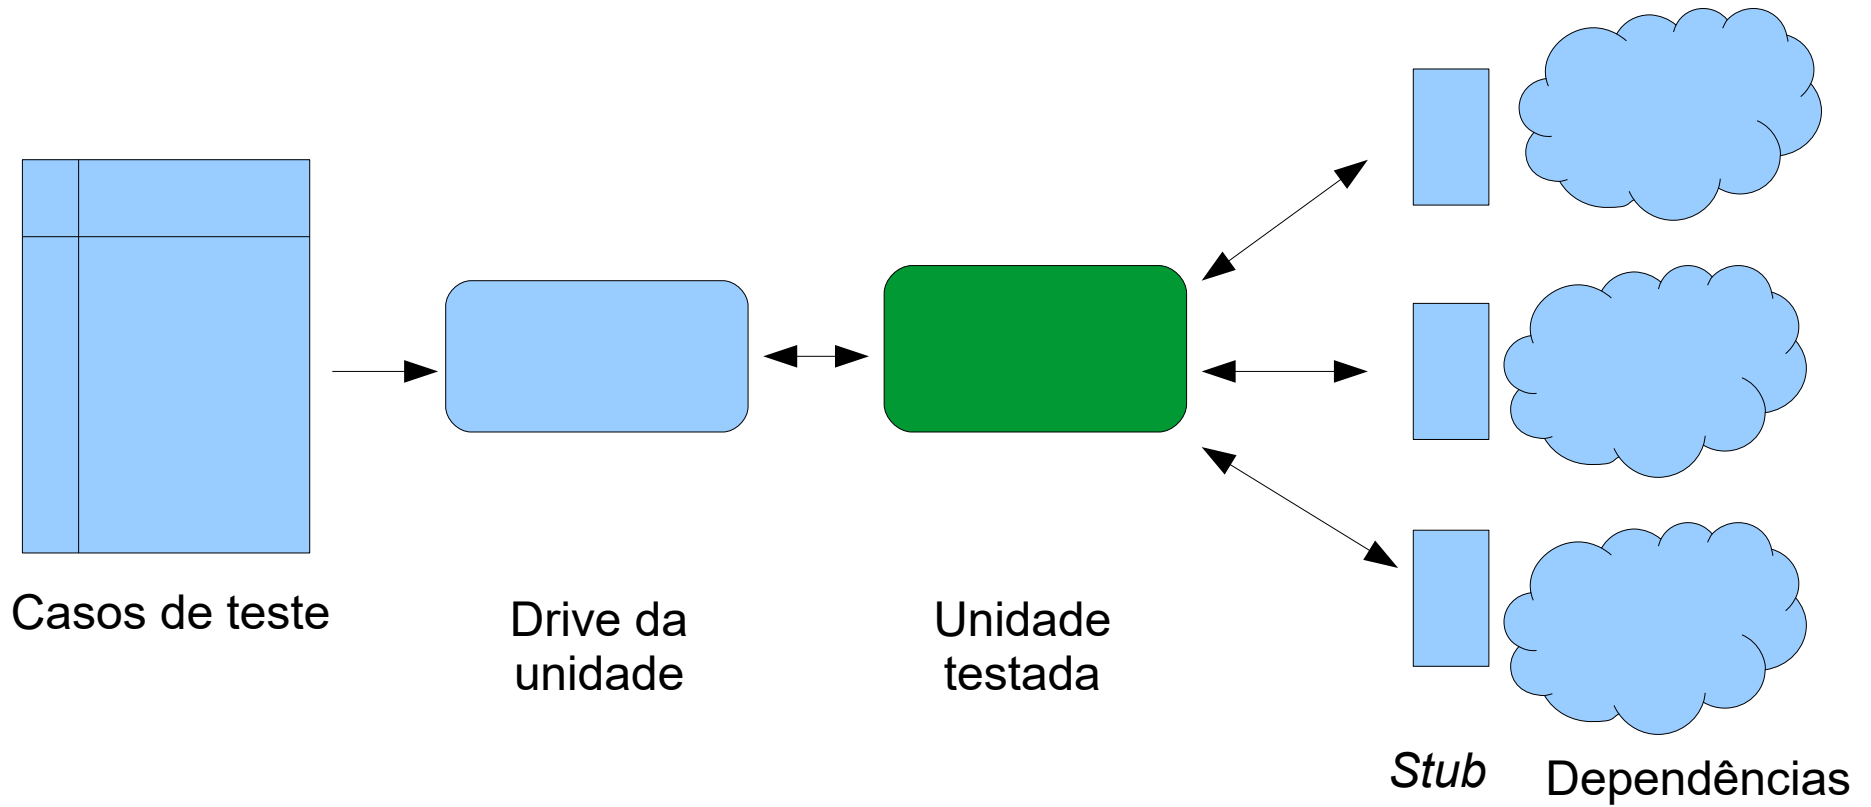 Casos de teste
Drive da
unidade
Unidade
testada
Stub
Dependências